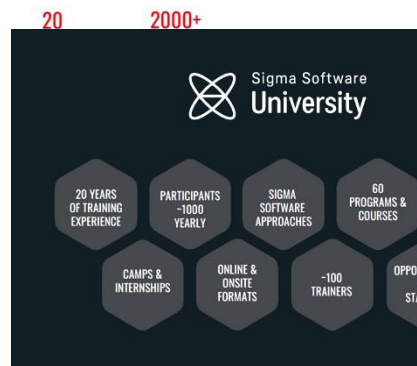 20 2000+
Sigma Software
University
20 YEARS
OF TRAINING
EXPERIENCE
PARTICIPANTS
~1000
YEARLY
SIGMA
SOFTWARE
APPROACHES
60
PROGRAMS &
COURSES
CAMPS &
INTERNSHIPS
ONLINE &
ONSITE
FORMATS
~100
TRAINERS